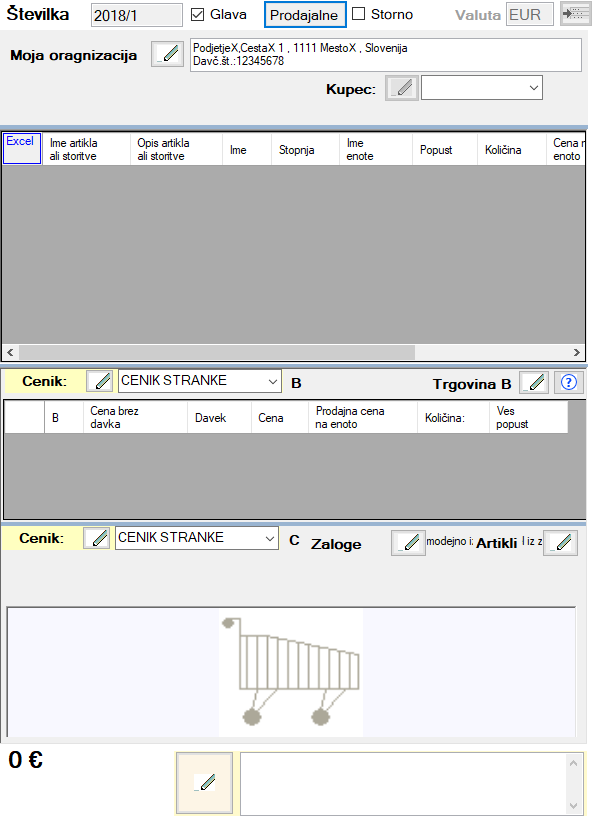 Številka 2018/1 Glava Prodajalne Storno Valuta EUR
Moja oragnizacija
PodjetjeX,CestaX 1 , 1111 MestoX , Slovenija
Davč.št.:12345678
Kupec:
Excel
Ime artikla
ali storitve
Opis artikla
ali storitve
Ime
Stopnja
Ime
enote
Popust
Količina
Cena n
enoto
Cenik: CENIK STRANKE B Trgovina B ?
B
Cena brez
davka
Davek
Cena
Prodajna cena
na enoto
Količina:
Ves
popust
Cenik: CENIK STRANKE C Zaloge modejno i: Artikli l iz z
0 €